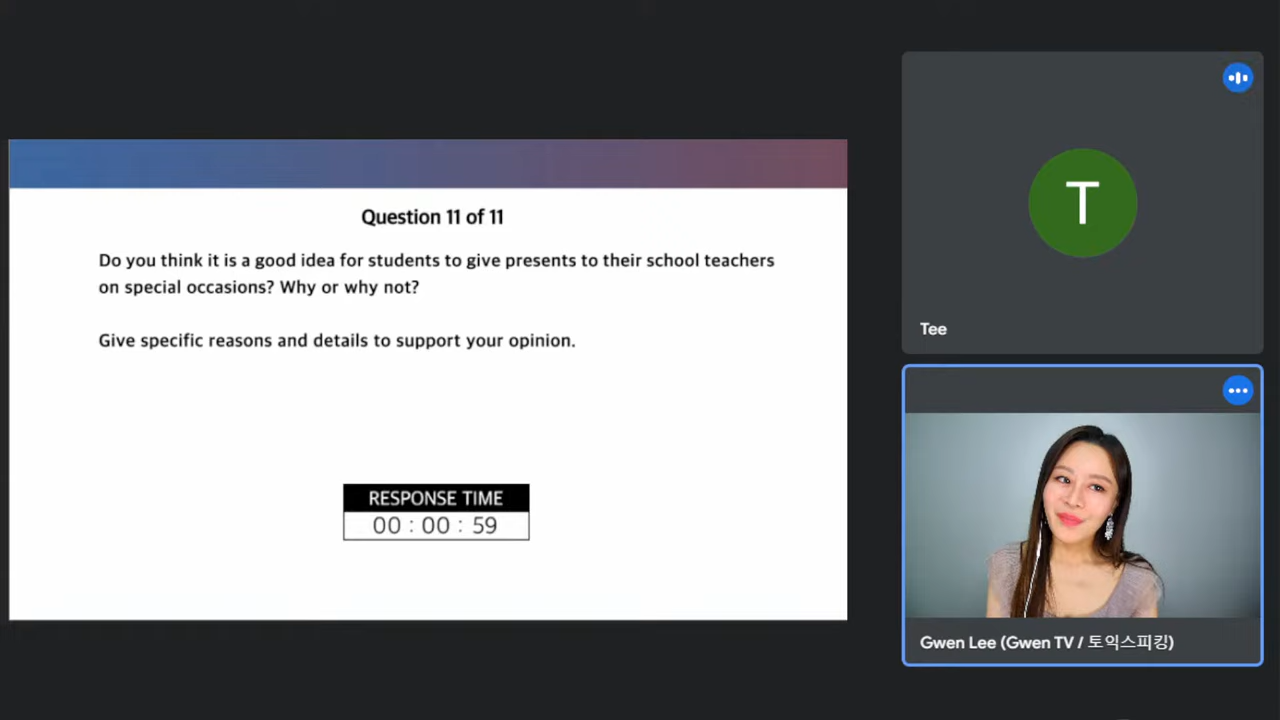 Question 11 of 11
Do you think it is a good idea for students to give presents to their school teachers
on special occasions? Why or why not?
Give specific reasons and details to support your opinion.
RESPONSE TIME
00 : 00 : 59
T
Tee
Gwen Lee (Gwen TV / 토익스피킹)